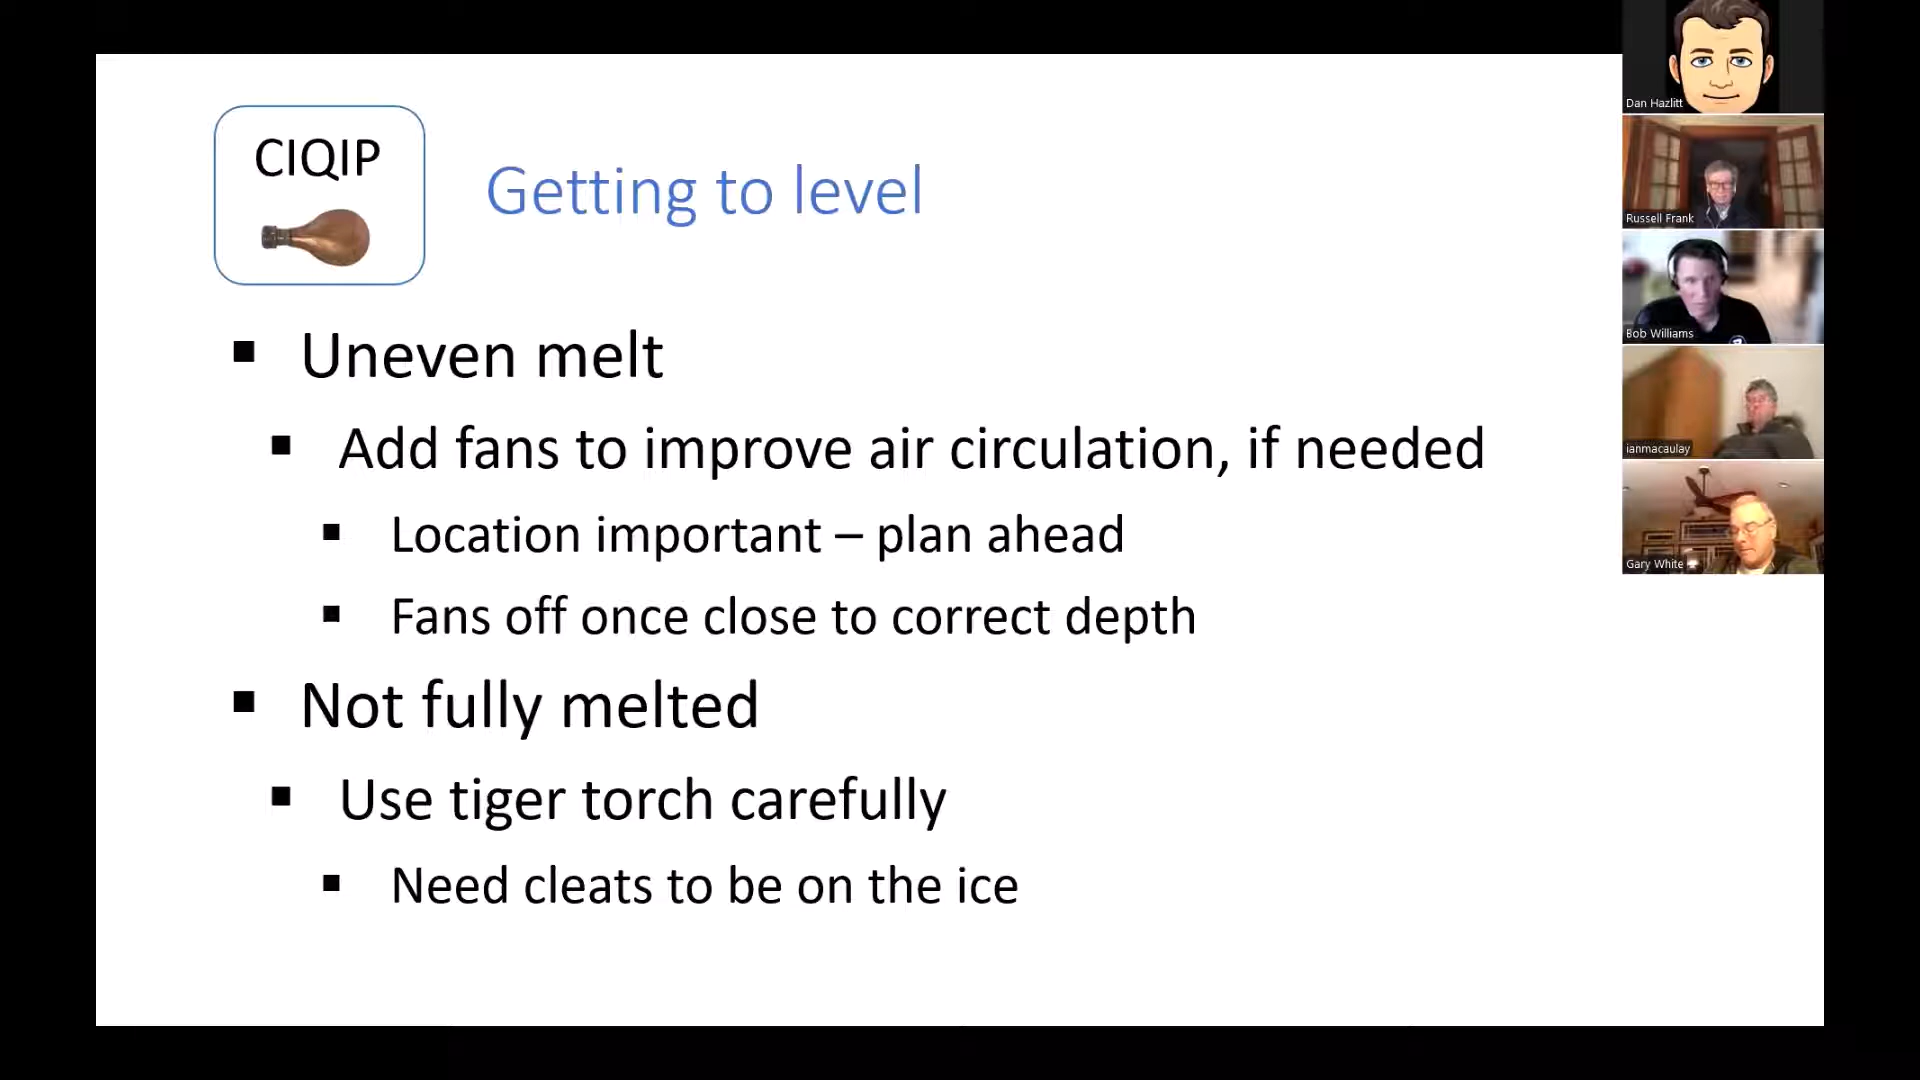 CIQIP
Getting to level
▪ Uneven melt
▪ Add fans to improve air circulation, if needed
▪ Location important – plan ahead
▪ Fans off once close to correct depth
▪ Not fully melted
▪ Use tiger torch carefully
▪ Need cleats to be on the ice
Dan Hazlitt
Russell Frank
Bob Williams
ianmacaulay
Gary White